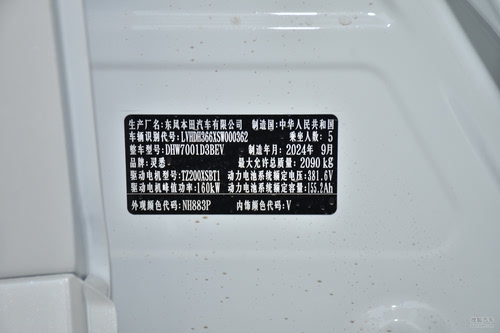 生产厂名:东风本田汽车有限公司 制造国:中华人民共和国
车辆识别代号:LVHDH366XSW000362 乘坐人数:5
整车型号:DHW7001D3BEV 制造年月:2024年9月
品牌:灵悉 最大允许总质量:2090kg
驱动电机型号:TZ200XSBT1 动力电池系统额定电压:381.6V
驱动电机峰值功率:160kW 动力电池系统额定容量:155.2Ah
外观颜色代码:NH883P 内饰颜色代码:V